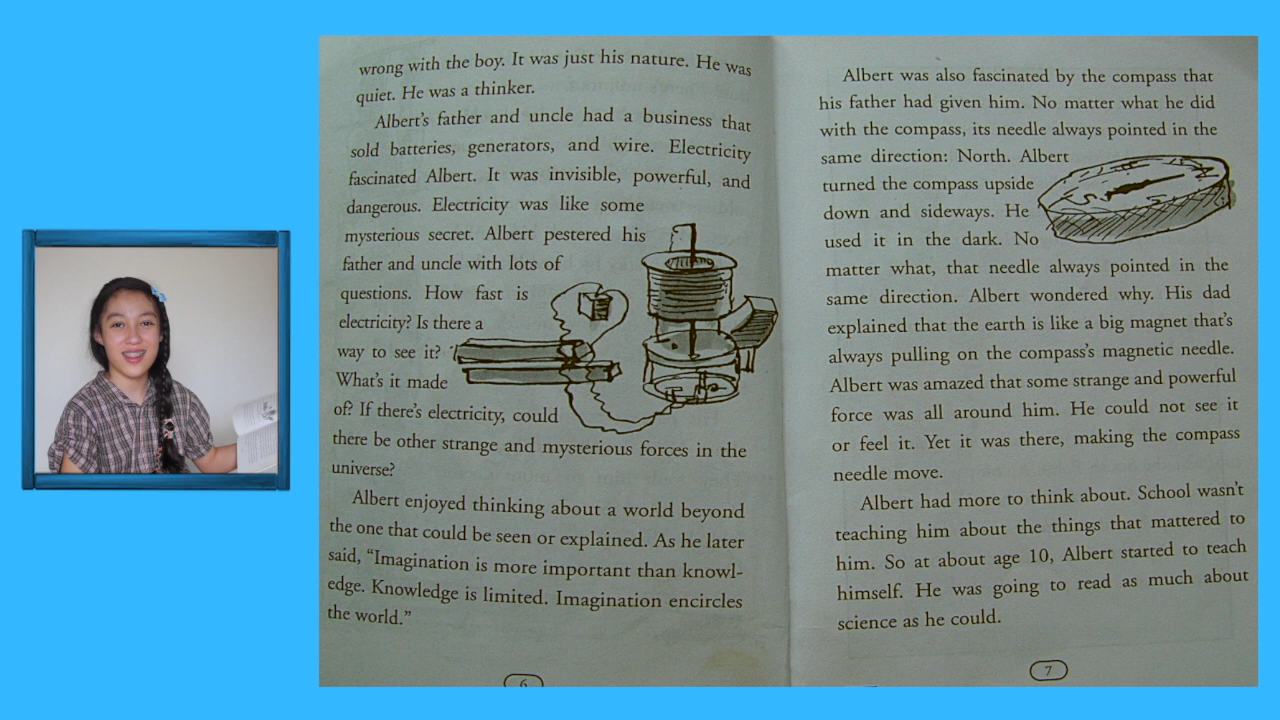 wrong with the boy. It was just his nature. He was
quiet. He was a thinker.
Albert's father and uncle had a business that
sold batteries, generators, and wire. Electricity
fascinated Albert. It was invisible, powerful, and
dangerous. Electricity was like some
mysterious secret. Albert pestered his
father and uncle with lots of
questions. How fast is
electricity? Is there a
way to see it?
What's it made
of? If there's electricity, could
there be other strange and mysterious forces in the
universe?
Albert enjoyed thinking about a world beyond
the one that could be seen or explained. As he later
said, “Imagination is more important than knowl-
edge. Knowledge is limited. Imagination encircles
the world.”
6
Albert was also fascinated by the compass that
his father had given him. No matter what he did
with the compass, its needle always pointed in the
same direction: North. Albert
turned the compass upside
down and sideways. He
used it in the dark. No
matter what, that needle always pointed in the
same direction. Albert wondered why. His dad
explained that the earth is like a big magnet that's
always pulling on the compass's magnetic needle.
Albert was amazed that some strange and powerful
force was all around him. He could not see it
or feel it. Yet it was there, making the compass
needle move.
Albert had more to think about. School wasn't
teaching him about the things that mattered to
him. So at about age 10, Albert started to teach
himself. He was going to read as much about
science as he could.
7